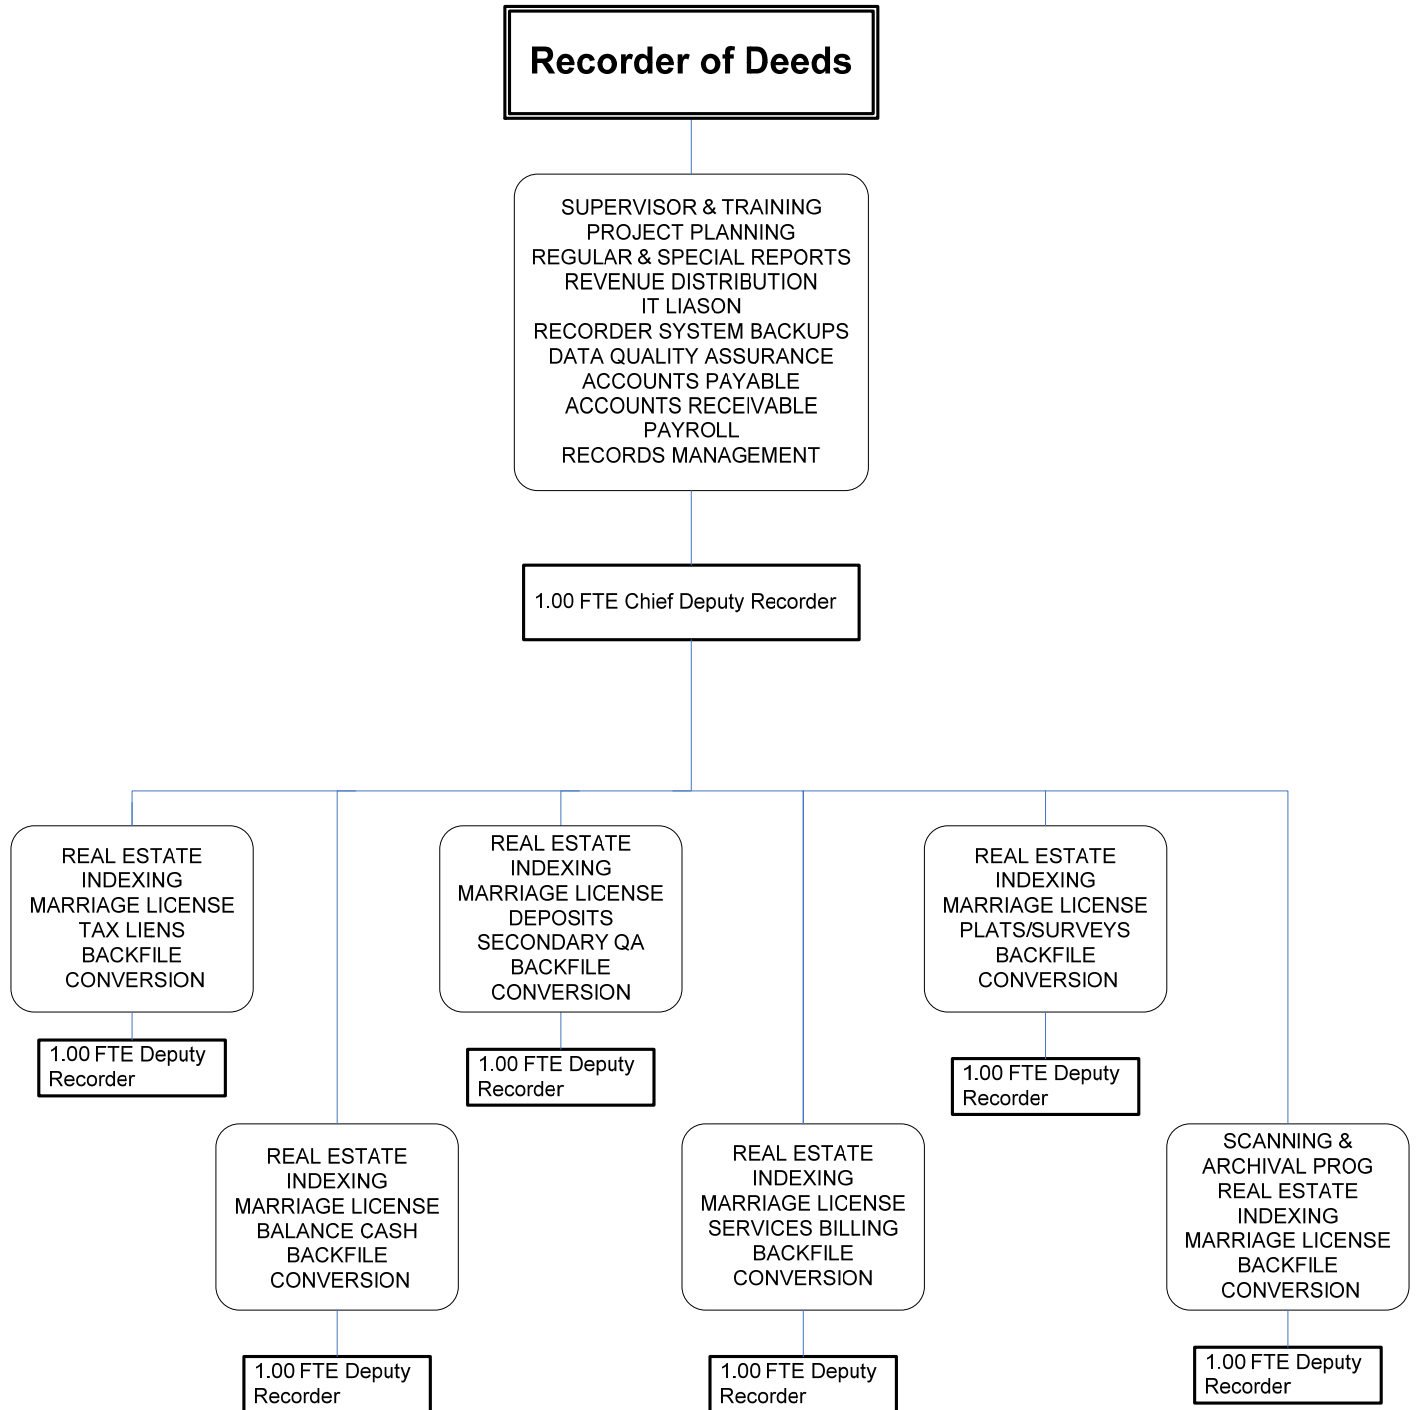 Recorder of Deeds
SUPERVISOR & TRAINING
PROJECT PLANNING
REGULAR & SPECIAL REPORTS
REVENUE DISTRIBUTION
IT LIASON
RECORDER SYSTEM BACKUPS
DATA QUALITY ASSURANCE
ACCOUNTS PAYABLE
ACCOUNTS RECEIVABLE
PAYROLL
RECORDS MANAGEMENT
1.00 FTE Chief Deputy Recorder
REAL ESTATE
INDEXING
MARRIAGE LICENSE
TAX LIENS
BACKFILE
CONVERSION
1.00 FTE Deputy
Recorder
REAL ESTATE
INDEXING
MARRIAGE LICENSE
DEPOSITS
SECONDARY QA
BACKFILE
CONVERSION
1.00 FTE Deputy
Recorder
REAL ESTATE
INDEXING
MARRIAGE LICENSE
PLATS/SURVEYS
BACKFILE
CONVERSION
1.00 FTE Deputy
Recorder
REAL ESTATE
INDEXING
MARRIAGE LICENSE
BALANCE CASH
BACKFILE
CONVERSION
1.00 FTE Deputy
Recorder
REAL ESTATE
INDEXING
MARRIAGE LICENSE
SERVICES BILLING
BACKFILE
CONVERSION
1.00 FTE Deputy
Recorder
SCANNING &
ARCHIVAL PROG
REAL ESTATE
INDEXING
MARRIAGE LICENSE
BACKFILE
CONVERSION
1.00 FTE Deputy
Recorder